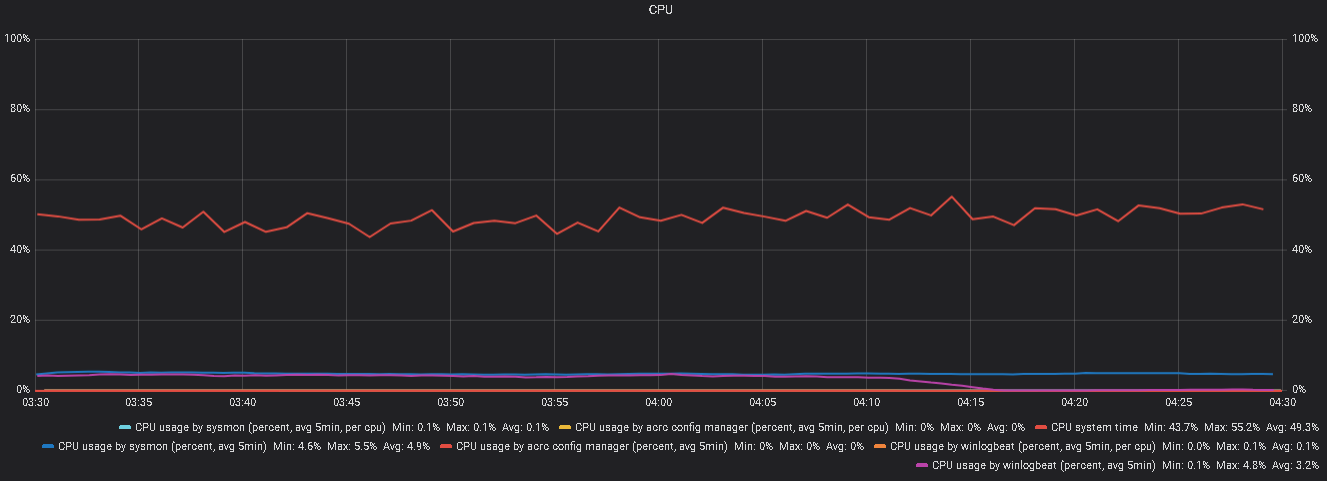 CPU
100% 100%
80% 80%
60% 60%
40% 40%
20% 20%
0% 0%
03:30 03:35 03:40 03:45 03:50 03:55 04:00 04:05 04:10 04:15 04:20 04:25 04:30
CPU usage by sysmon (percent, avg 5min, per cpu) Min: 0.1% Max: 0.1% Avg: 0.1% CPU usage by acrc config manager (percent, avg 5min, per cpu) Min: 0% Max: 0% Avg: 0% CPU system time Min: 43.7% Max: 55.2% Avg: 49.3%
CPU usage by sysmon (percent, avg 5min) Min: 4.6% Max: 5.5% Avg: 4.9% CPU usage by acrc config manager (percent, avg 5min) Min: 0% Max: 0% Avg: 0% CPU usage by winlogbeat (percent, avg 5min, per cpu) Min: 0.0% Max: 0.1% Avg: 0.1%
CPU usage by winlogbeat (percent, avg 5min) Min: 0.1% Max: 4.8% Avg: 3.2%